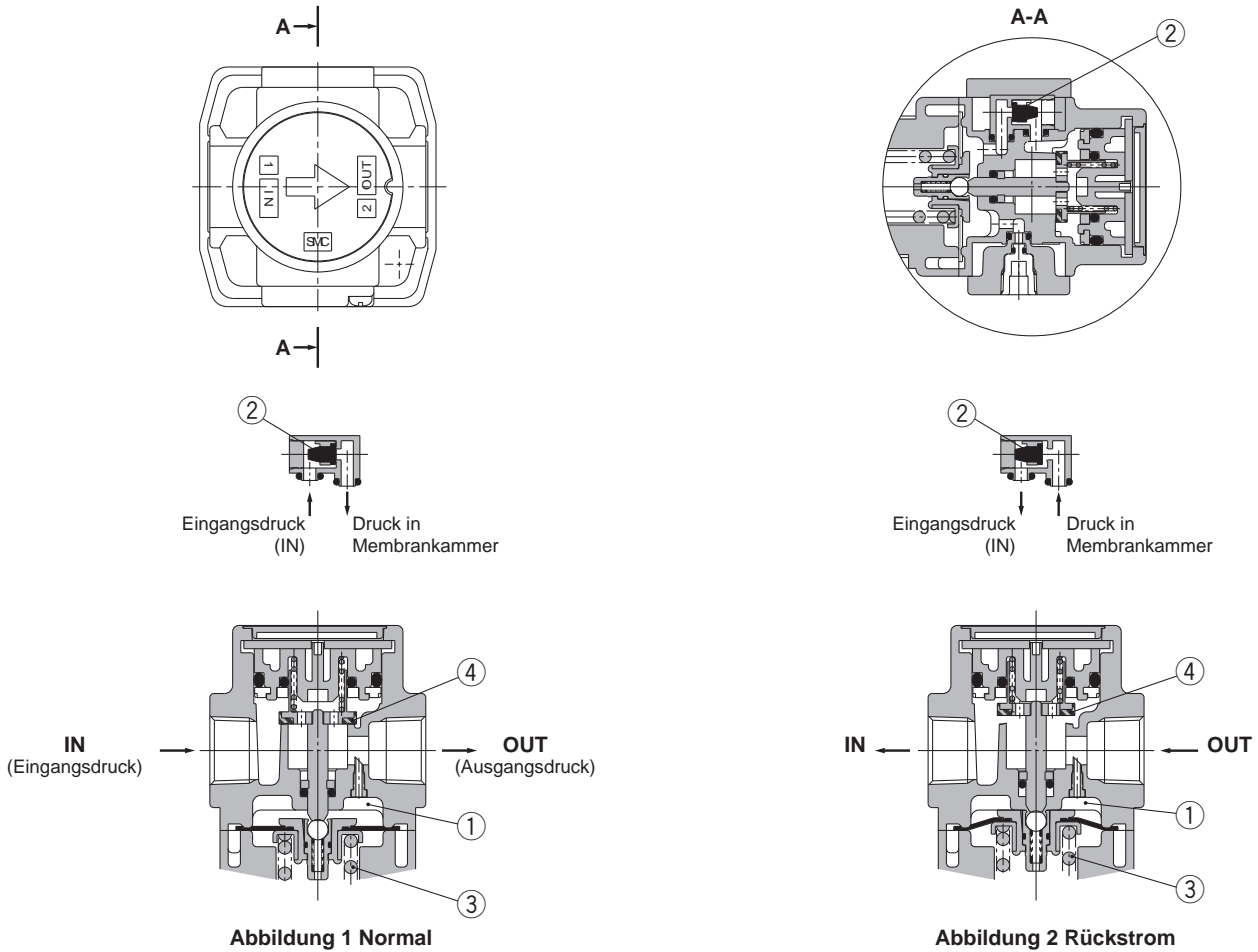 A
A
IN 1
OUT 2
SMC
A-A
②
②
Eingangsdruck
(IN)
Druck in
Membrankammer
②
Eingangsdruck
(IN)
Druck in
Membrankammer
IN
(Eingangsdruck)
OUT
(Ausgangsdruck)
④
①
③
Abbildung 1 Normal
IN
OUT
④
①
③
Abbildung 2 Rückstrom